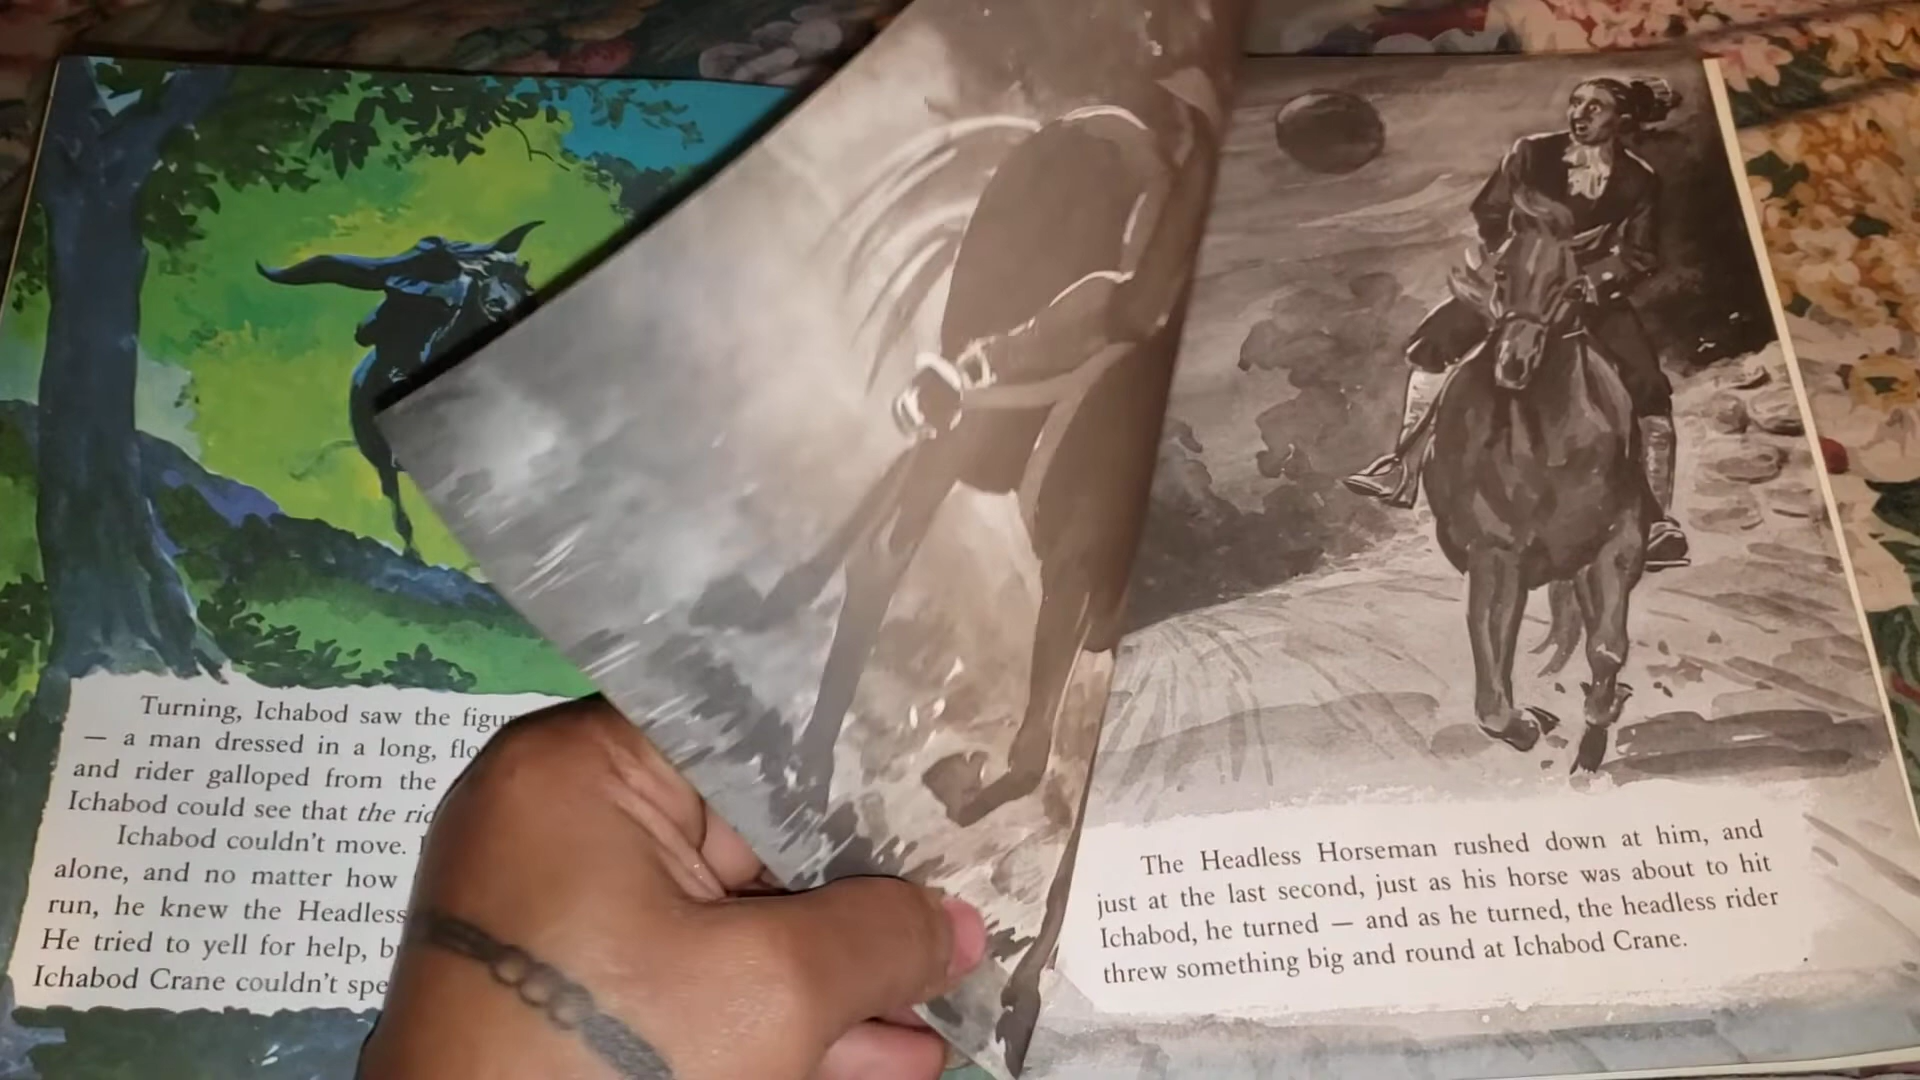 Turning, Ichabod saw the
— a man dressed in a long,
and rider galloped from the
Ichabod could see that the
Ichabod couldn't move.
alone, and no matter how
run, he knew the Headless
He tried to yell for help,
Ichabod Crane couldn't
The Headless Horseman rushed down at him, and
just at the last second, just as his horse was about to hit
Ichabod, he turned — and as he turned, the headless rider
threw something big and round at Ichabod Crane.